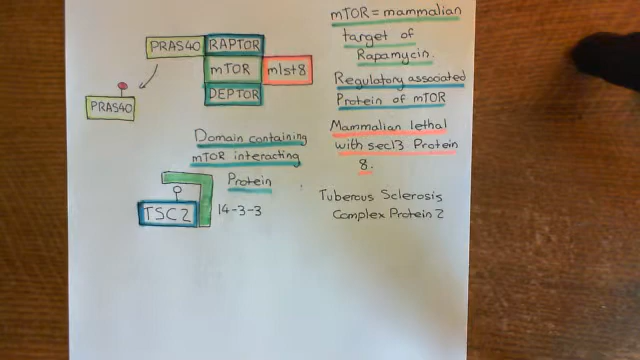 PRAS40 RAPTOR
mTOR mlst8
DEPTOR
PRAS40
Domain containing
mTOR interacting
Protein
TSC2 14-3-3
mTOR = mammalian
target of
Rapamycin.
Regulatory associated
Protein of mTOR
Mammalian lethal
with sec13 Protein
8.
Tuberous Sclerosis
Complex Protein 2